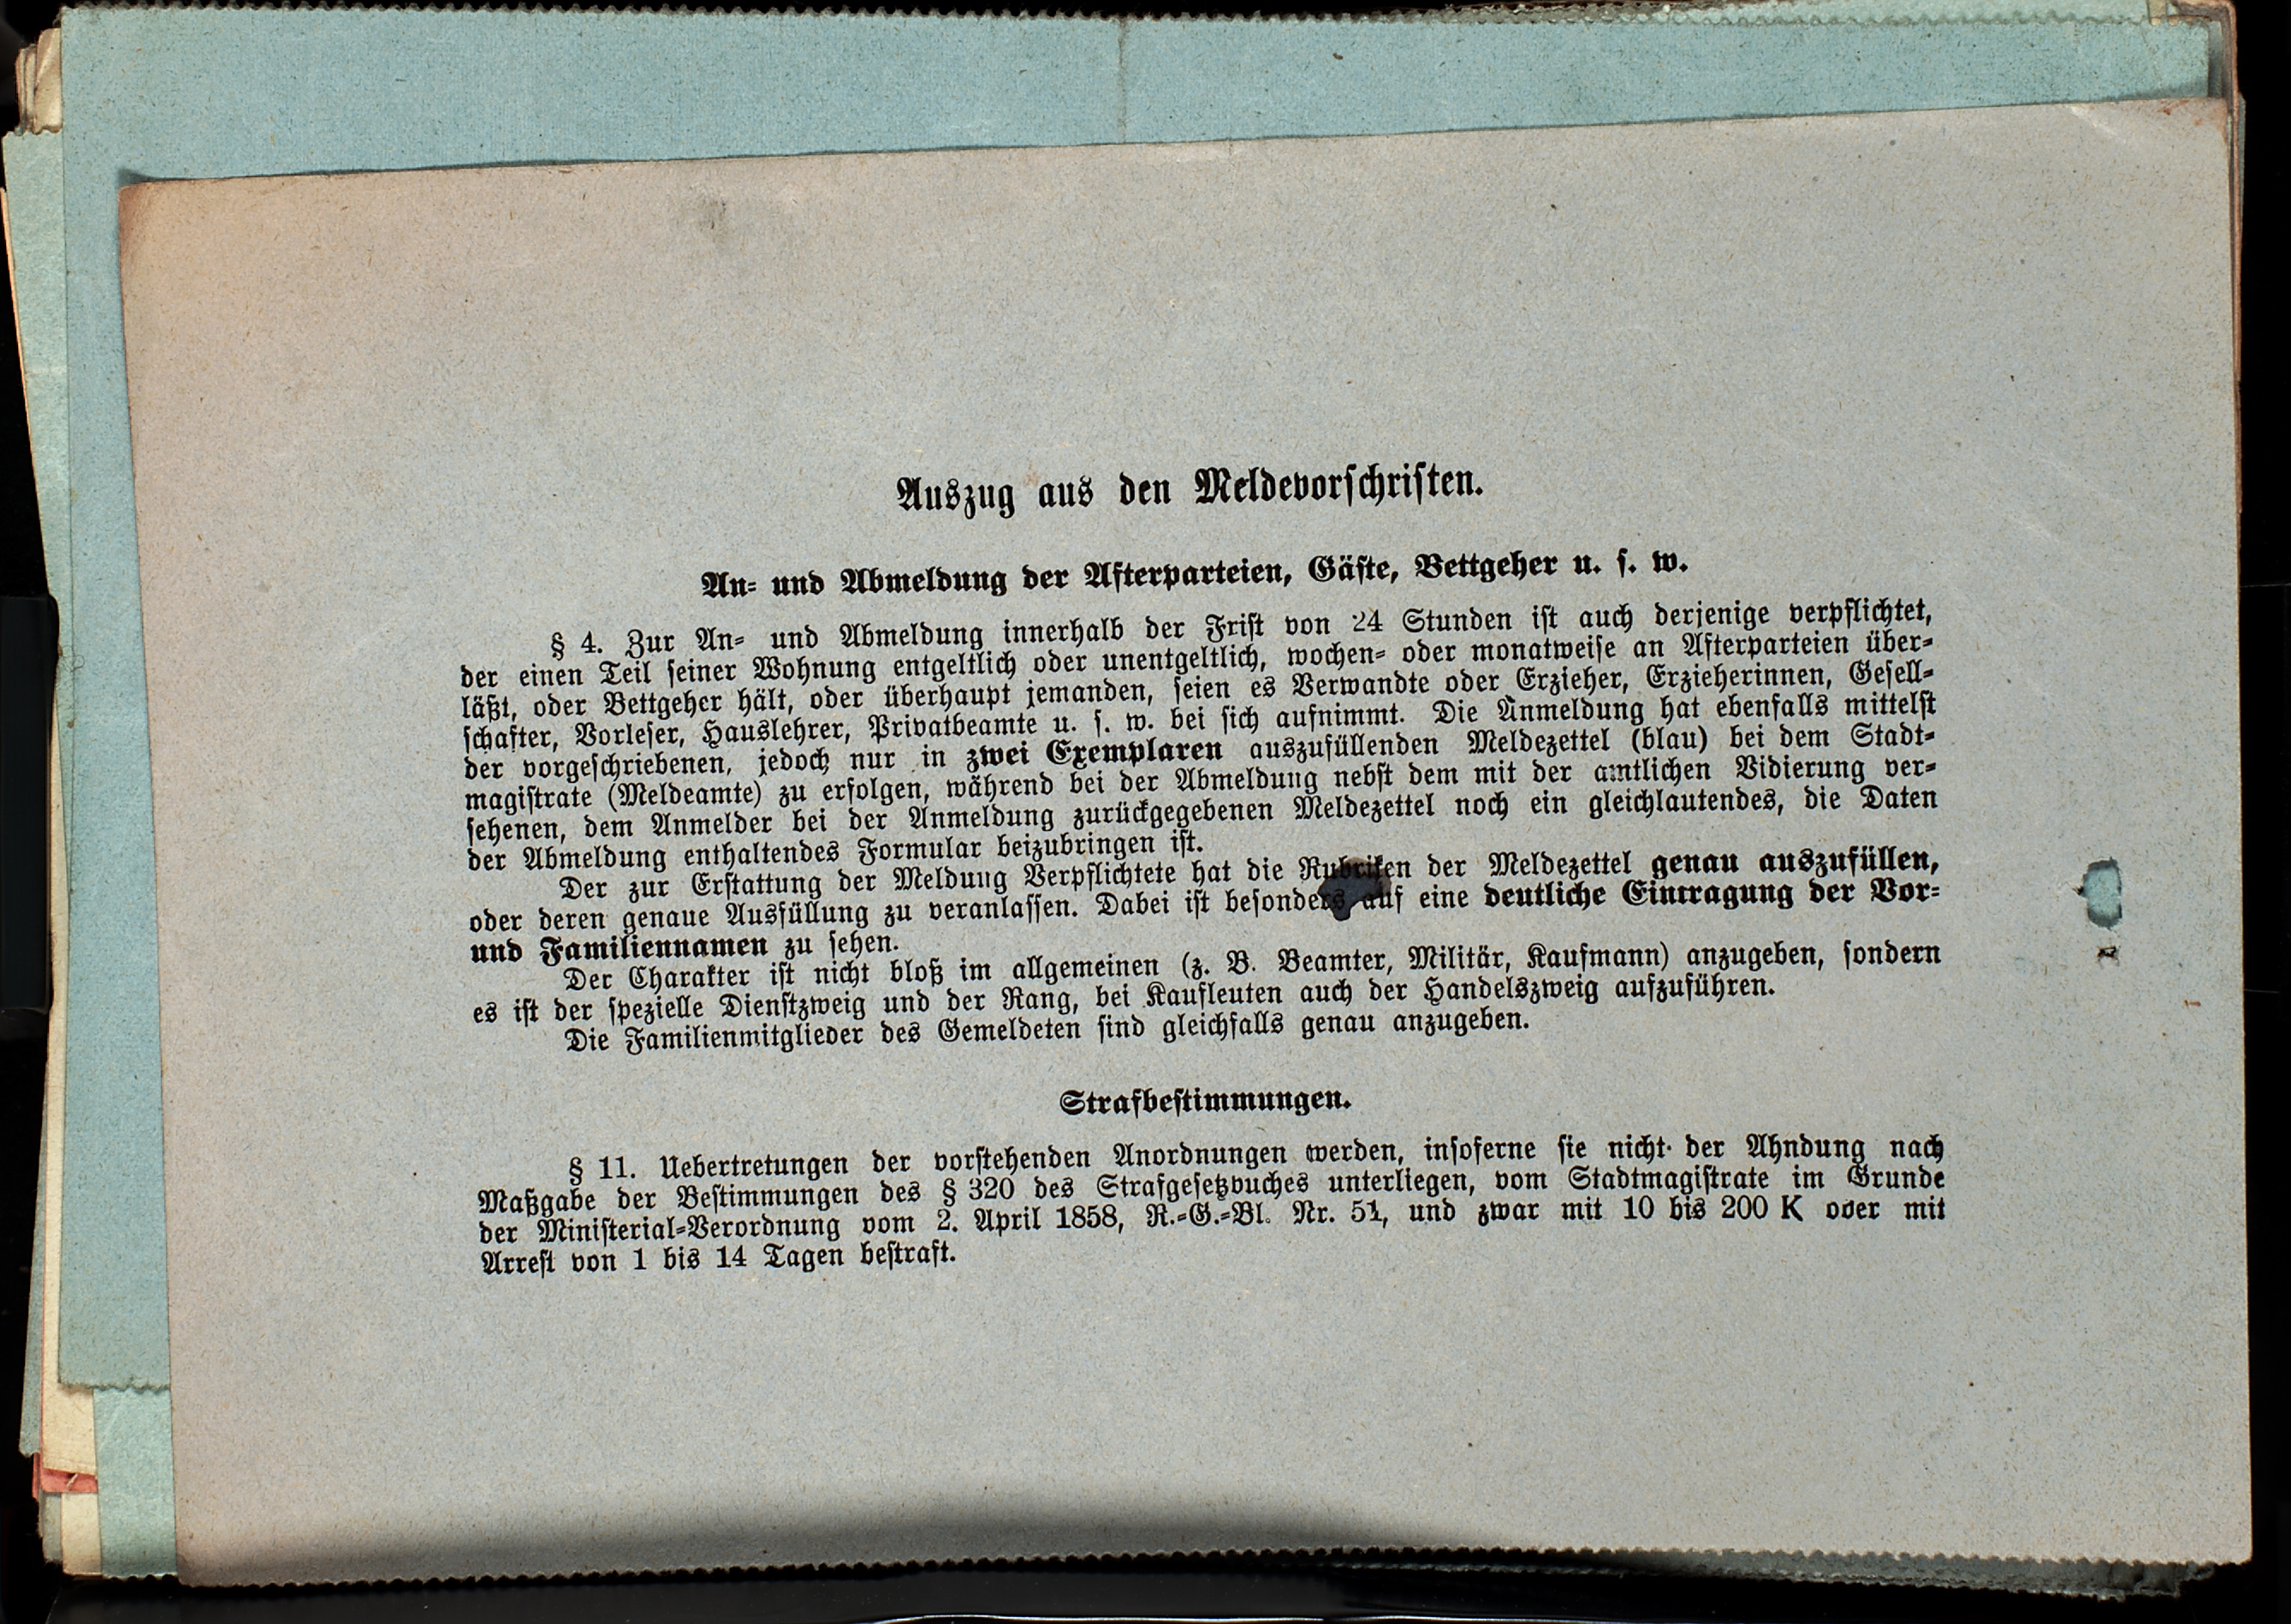 Auszug aus den Meldevorschriften.
An- und Abmeldung der Afterparteien, Gäste, Bettgeher u. s. w.
§ 4. Zur An- und Abmeldung innerhalb der Frist von 24 Stunden ist auch derjenige verpflichtet,
der einen Teil seiner Wohnung entgeltlich oder unentgeltlich, wochen- oder monatweise an Afterparteien über-
läßt, oder Bettgeher hält, oder überhaupt jemanden, seien es Verwandte oder Erzieher, Erzieherinnen, Gesell-
schafter, Vorleser, Hauslehrer, Privatbeamte u. s. w. bei sich aufnimmt. Die Anmeldung hat ebenfalls mittelst
der vorgeschriebenen, jedoch nur in zwei Exemplaren auszufüllenden Meldezettel (blau) bei dem Stadt-
magistrate (Meldeamte) zu erfolgen, während bei der Abmeldung nebst dem mit der amtlichen Vidierung ver-
sehenen, dem Anmelder bei der Anmeldung zurückgegebenen Meldezettel noch ein gleichlautendes, die Daten
der Abmeldung enthaltendes Formular beizubringen ist.
Der zur Erstattung der Meldung Verpflichtete hat die Rubriken der Meldezettel genau auszufüllen,
oder deren genaue Ausfüllung zu veranlassen. Dabei ist besonders auf eine deutliche Eintragung der Vor-
und Familiennamen zu sehen.
Der Charakter ist nicht bloß im allgemeinen (z. B. Beamter, Militär, Kaufmann) anzugeben, sondern
es ist der spezielle Dienstzweig und der Rang, bei Kaufleuten auch der Handelszweig aufzuführen.
Die Familienmitglieder des Gemeldeten sind gleichfalls genau anzugeben.
Strafbestimmungen.
§ 11. Uebertretungen der vorstehenden Anordnungen werden, insoferne sie nicht der Ahndung nach
Maßgabe der Bestimmungen des § 320 des Strafgesetzbuches unterliegen, vom Stadtmagistrate im Grunde
der Ministerial-Verordnung vom 2. April 1858, R.-G.-Bl. Nr. 51, und zwar mit 10 bis 200 K oder mit
Arrest von 1 bis 14 Tagen bestraft.